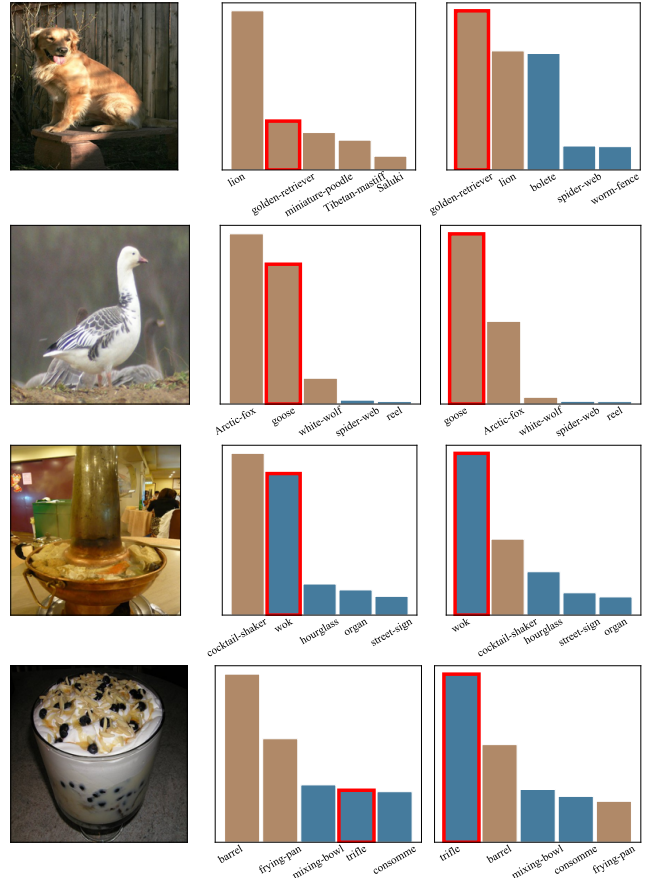 lion
golden-retriever
miniature-poodle
Tibetan-mastiff
Saluki
golden-retriever
lion
bolete
spider-web
worm-fence
Arctic-fox
goose
white-wolf
spider-web
reel
goose
Arctic-fox
white-wolf
spider-web
reel
cocktail-shaker
wok
hourglass
organ
street-sign
wok
cocktail-shaker
hourglass
street-sign
organ
barrel
frying-pan
mixing-bowl
trifle
consomme
trifle
barrel
mixing-bowl
consomme
frying-pan